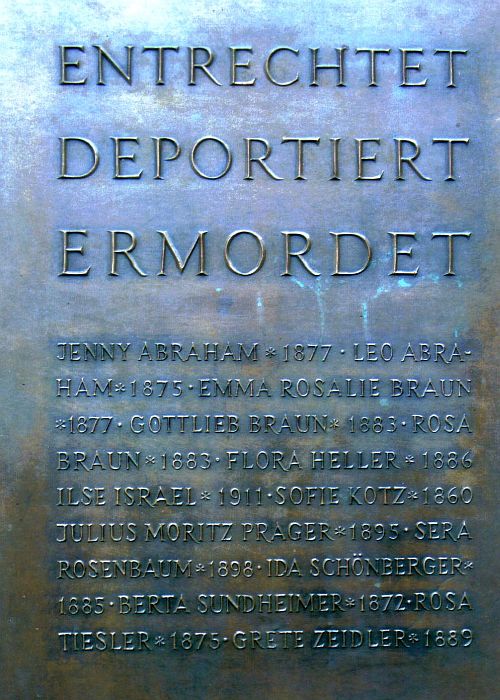 ENTRECHTET
DEPORTIERT
ERMORDET
JENNY ABRAHAM * 1877 · LEO ABRA-
HAM * 1875 · EMMA ROSALIE BRAUN
*1877 · GOTTLIEB BRAUN * 1883 · ROSA
BRAUN * 1883 · FLORA HELLER * 1886
ILSE ISRAEL * 1911 · SOFIE KOTZ * 1860
JULIUS MORITZ PRAGER * 1895 · SERA
ROSENBAUM * 1898 · IDA SCHÖNBERGER *
1885 · BERTA SUNDHEIMER * 1872 · ROSA
TIESLER * 1875 · GRETE ZEIDLER * 1889